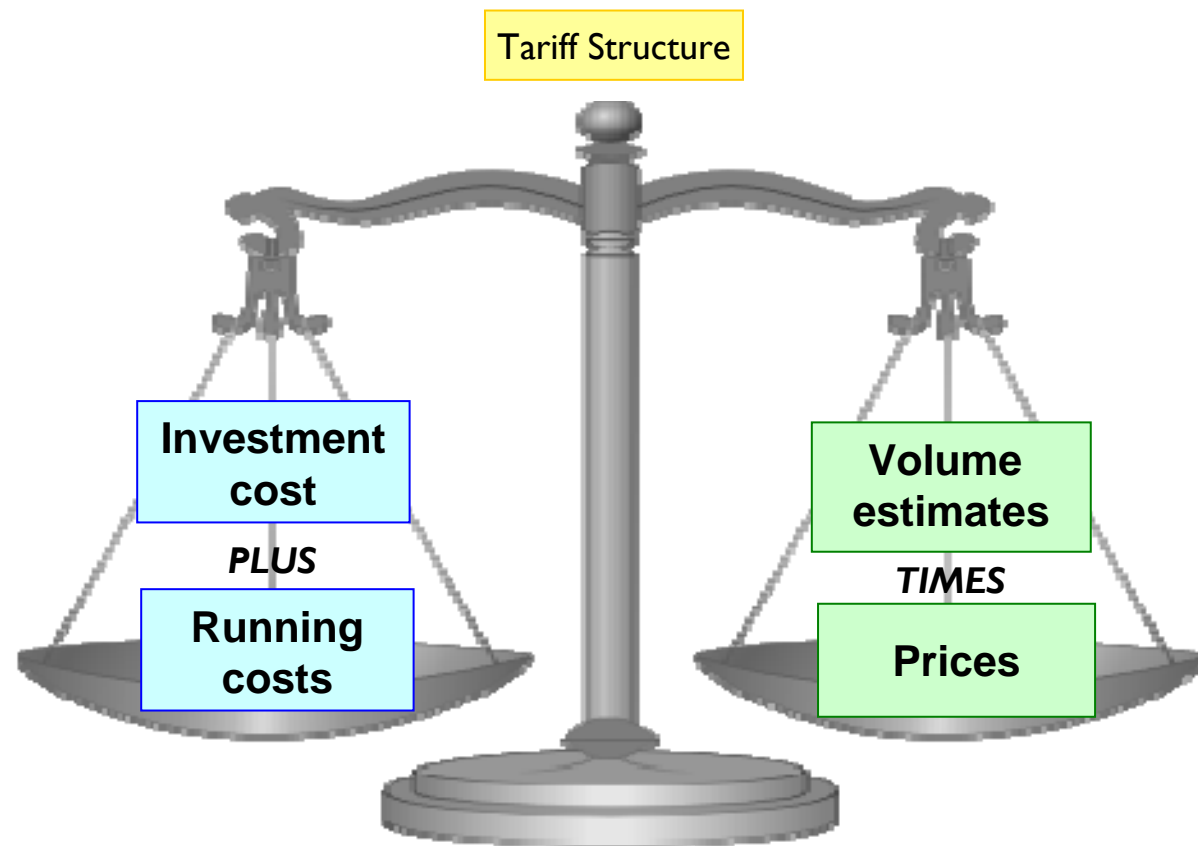 Tariff Structure
Investment
cost
PLUS
Running
costs
Volume
estimates
TIMES
Prices